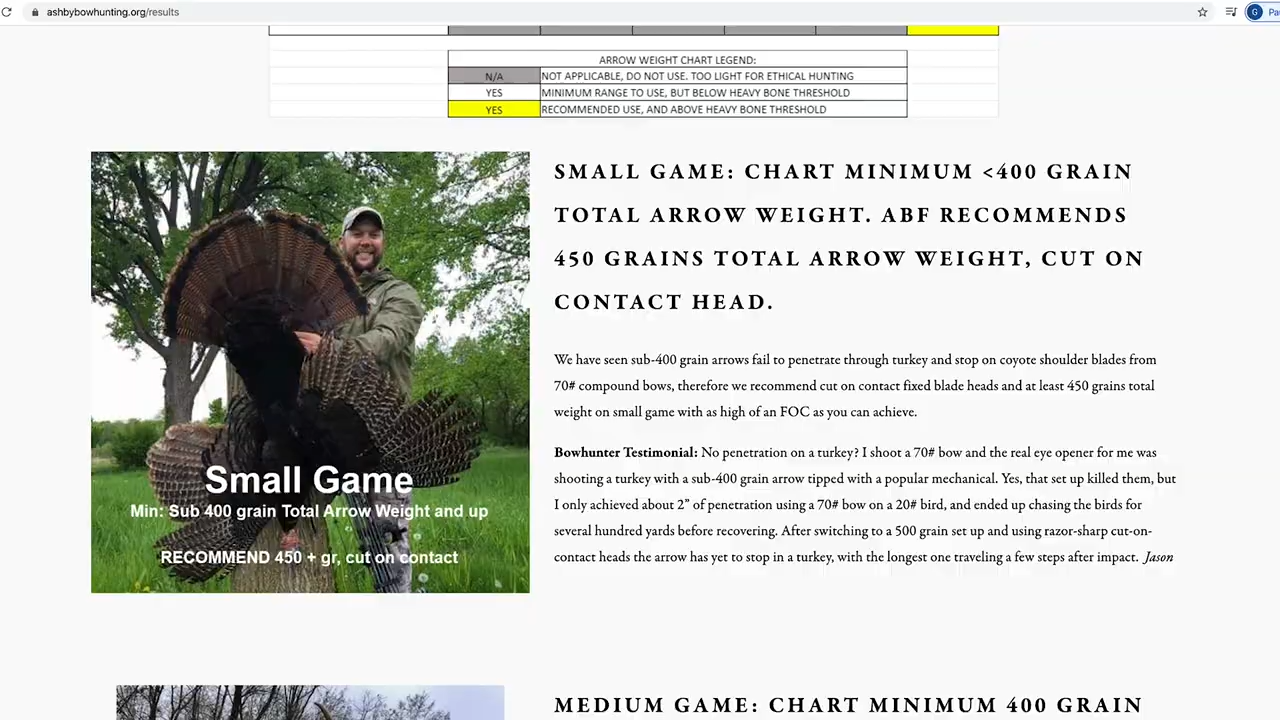 ashbybowhunting.org/results
G
ARROW WEIGHT CHART LEGEND:
N/A NOT APPLICABLE, DO NOT USE. TOO LIGHT FOR ETHICAL HUNTING
YES MINIMUM RANGE TO USE, BUT BELOW HEAVY BONE THRESHOLD
YES RECOMMENDED USE, AND ABOVE HEAVY BONE THRESHOLD
Small Game
Min: Sub 400 grain Total Arrow Weight and up
RECOMMEND 450 + gr, cut on contact
SMALL GAME: CHART MINIMUM <400 GRAIN
TOTAL ARROW WEIGHT. ABF RECOMMENDS
450 GRAINS TOTAL ARROW WEIGHT, CUT ON
CONTACT HEAD.
We have seen sub-400 grain arrows fail to penetrate through turkey and stop on coyote shoulder blades from
70# compound bows, therefore we recommend cut on contact fixed blade heads and at least 450 grains total
weight on small game with as high of an FOC as you can achieve.
Bowhunter Testimonial: No penetration on a turkey? I shoot a 70# bow and the real eye opener for me was
shooting a turkey with a sub-400 grain arrow tipped with a popular mechanical. Yes, that set up killed them, but
I only achieved about 2” of penetration using a 70# bow on a 20# bird, and ended up chasing the birds for
several hundred yards before recovering. After switching to a 500 grain set up and using razor-sharp cut-on-
contact heads the arrow has yet to stop in a turkey, with the longest one traveling a few steps after impact. Jason
MEDIUM GAME: CHART MINIMUM 400 GRAIN